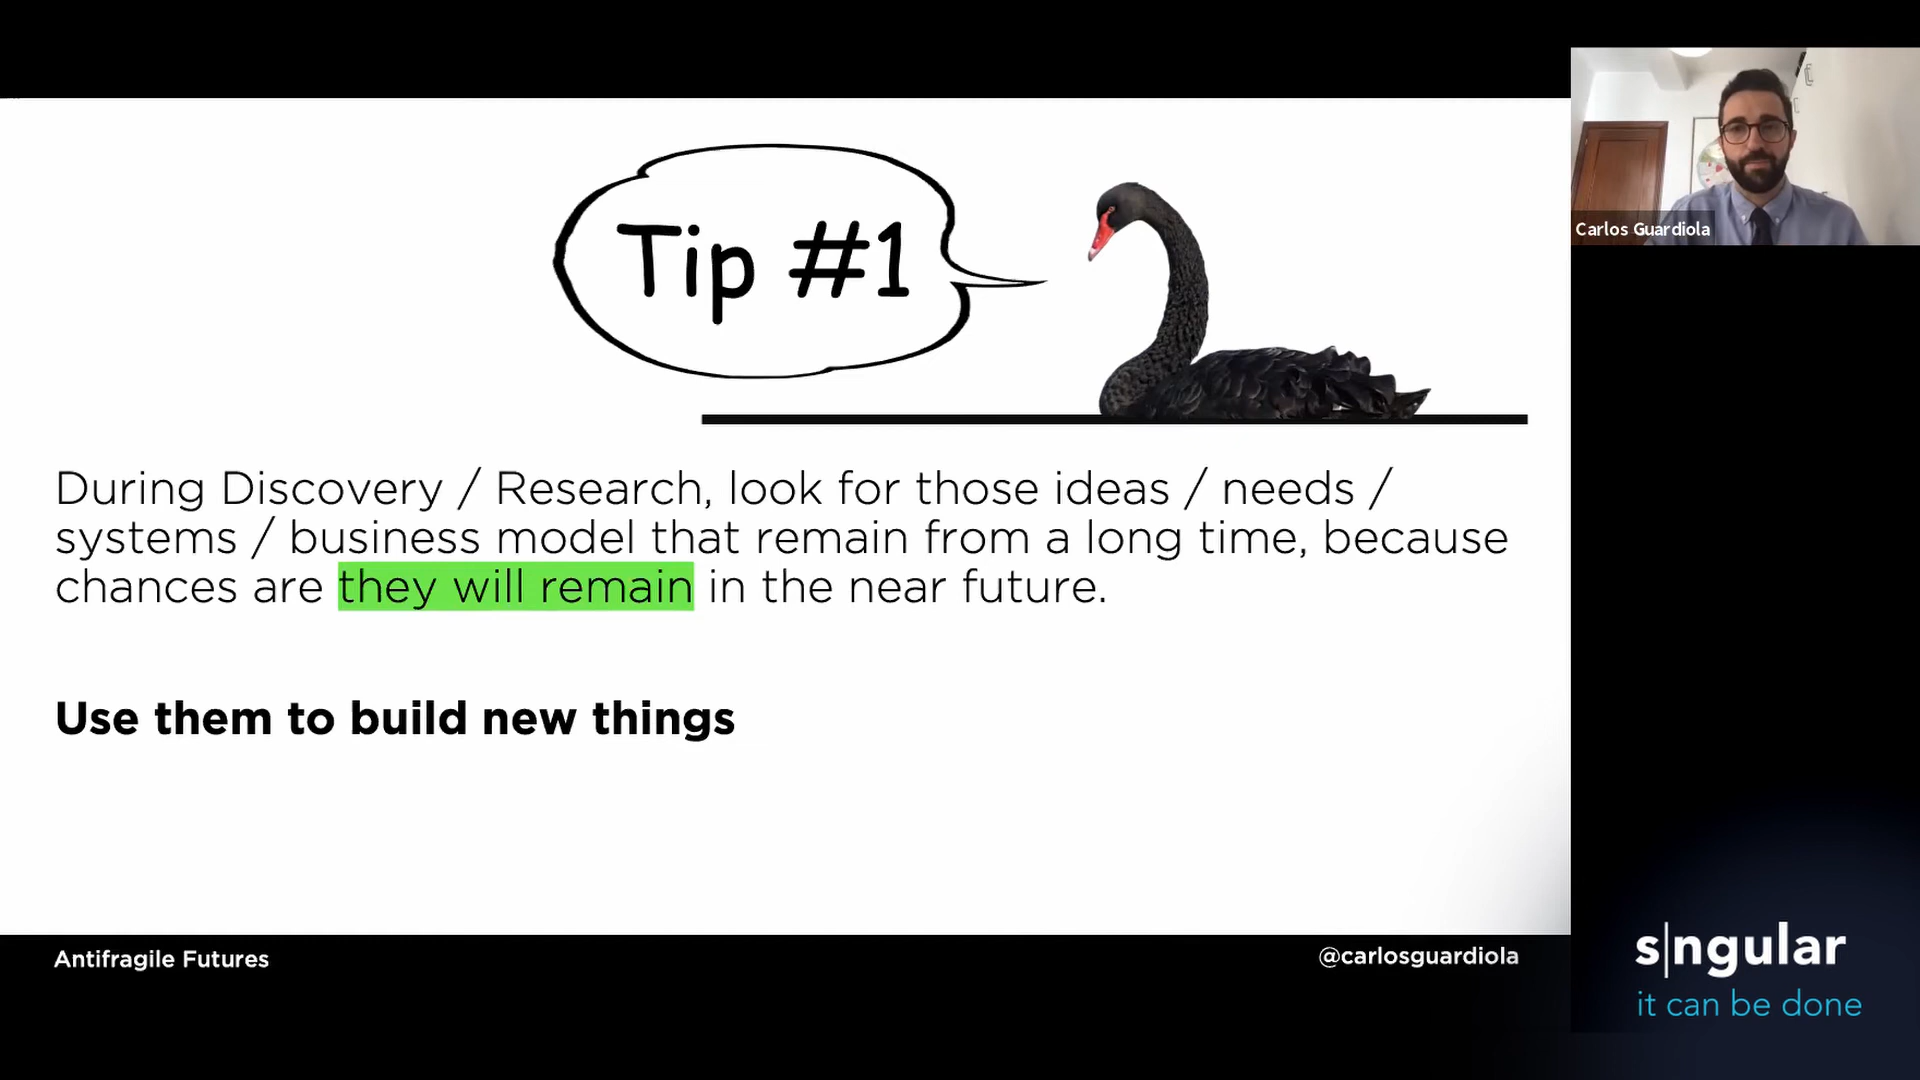 Tip #1
Carlos Guardiola
During Discovery / Research, look for those ideas / needs /
systems / business model that remain from a long time, because
chances are they will remain in the near future.
Use them to build new things
Antifragile Futures
@carlosguardiola
s|ngular
it can be done